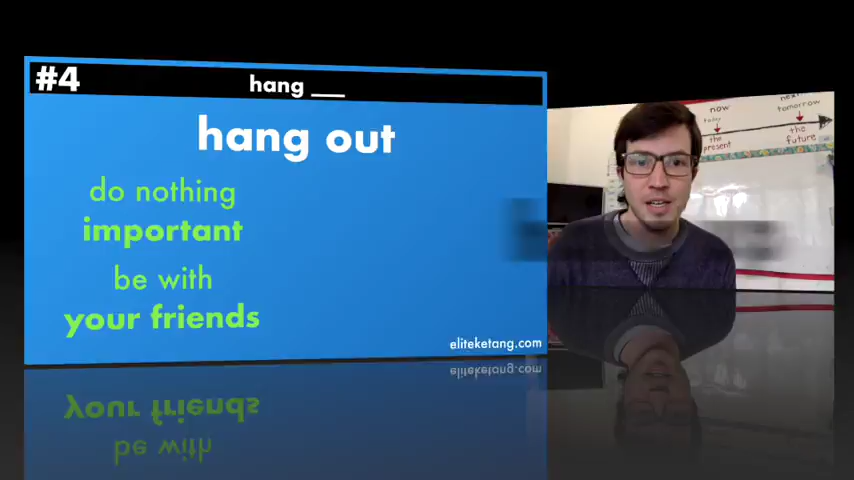 #4
hang ___
hang out
do nothing
important
be with
your friends
eliteketang.com
now
today
the
present
tomorrow
the
future